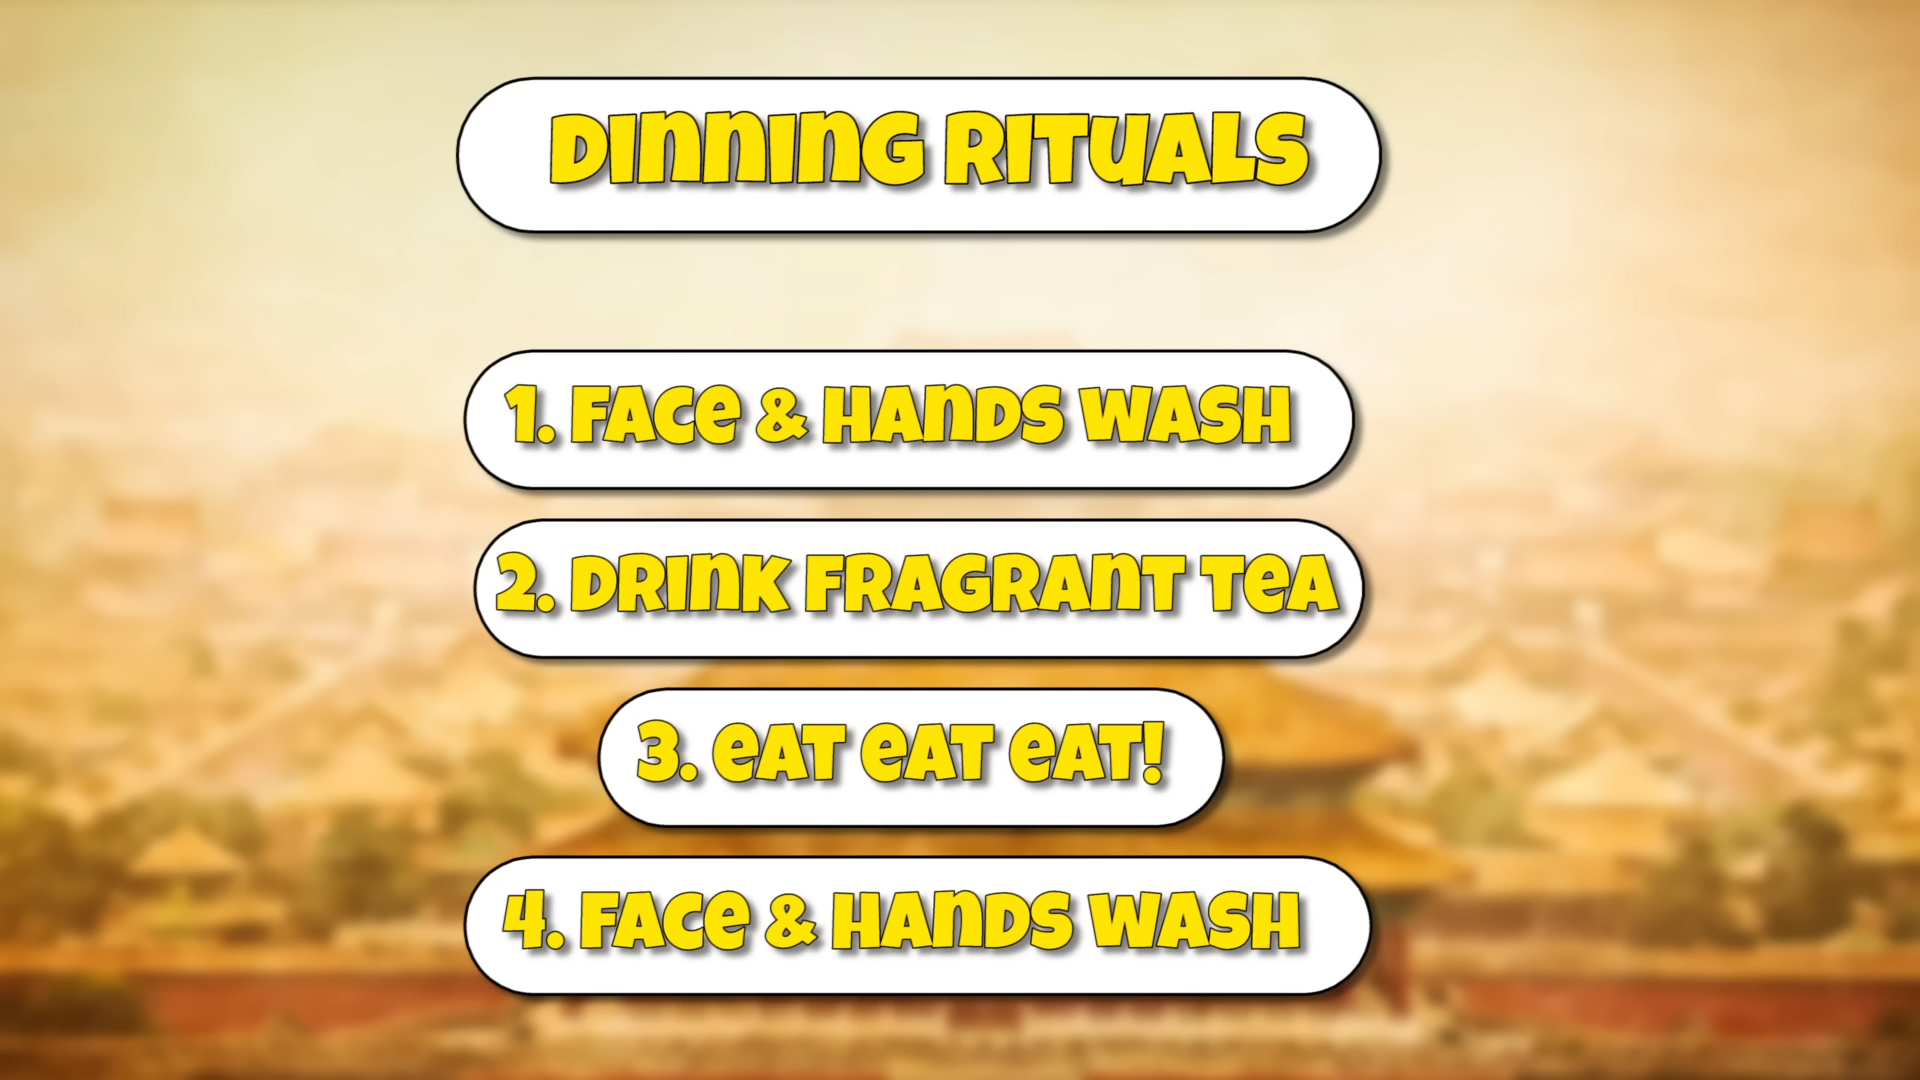 DINNING RITUALS
1. FACE & HANDS WASH
2. DRINK FRAGRANT TEA
3. EAT EAT EAT!
4. FACE & HANDS WASH